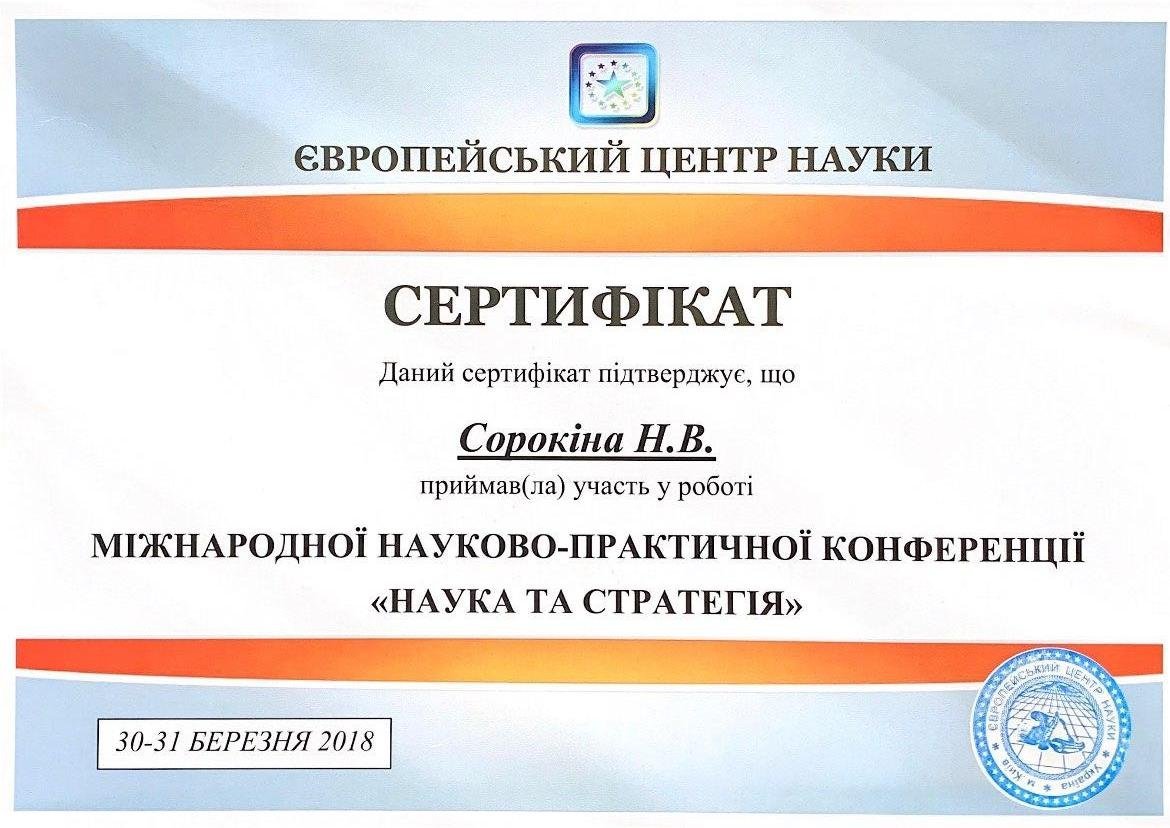 ЄВРОПЕЙСЬКИЙ ЦЕНТР НАУКИ
СЕРТИФІКАТ
Даний сертифікат підтверджує, що
Сорокіна Н.В.
приймав(ла) участь у роботі
МІЖНАРОДНОЇ НАУКОВО-ПРАКТИЧНОЇ КОНФЕРЕНЦІЇ
«НАУКА ТА СТРАТЕГІЯ»
30-31 БЕРЕЗНЯ 2018
ЄВРОПЕЙСЬКИЙ ЦЕНТР НАУКИ
Україна * м Київ